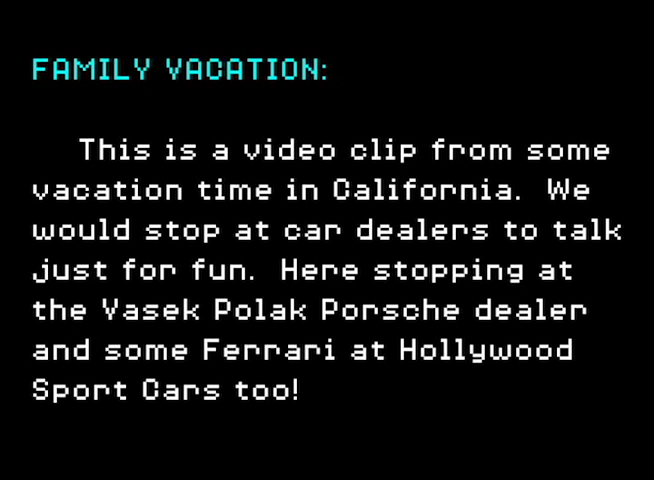 FAMILY VACATION:
This is a video clip from some
vacation time in California.  We
would stop at car dealers to talk
just for fun.  Here stopping at
the Vasek Polak Porsche dealer
and some Ferrari at Hollywood
Sport Cars too!